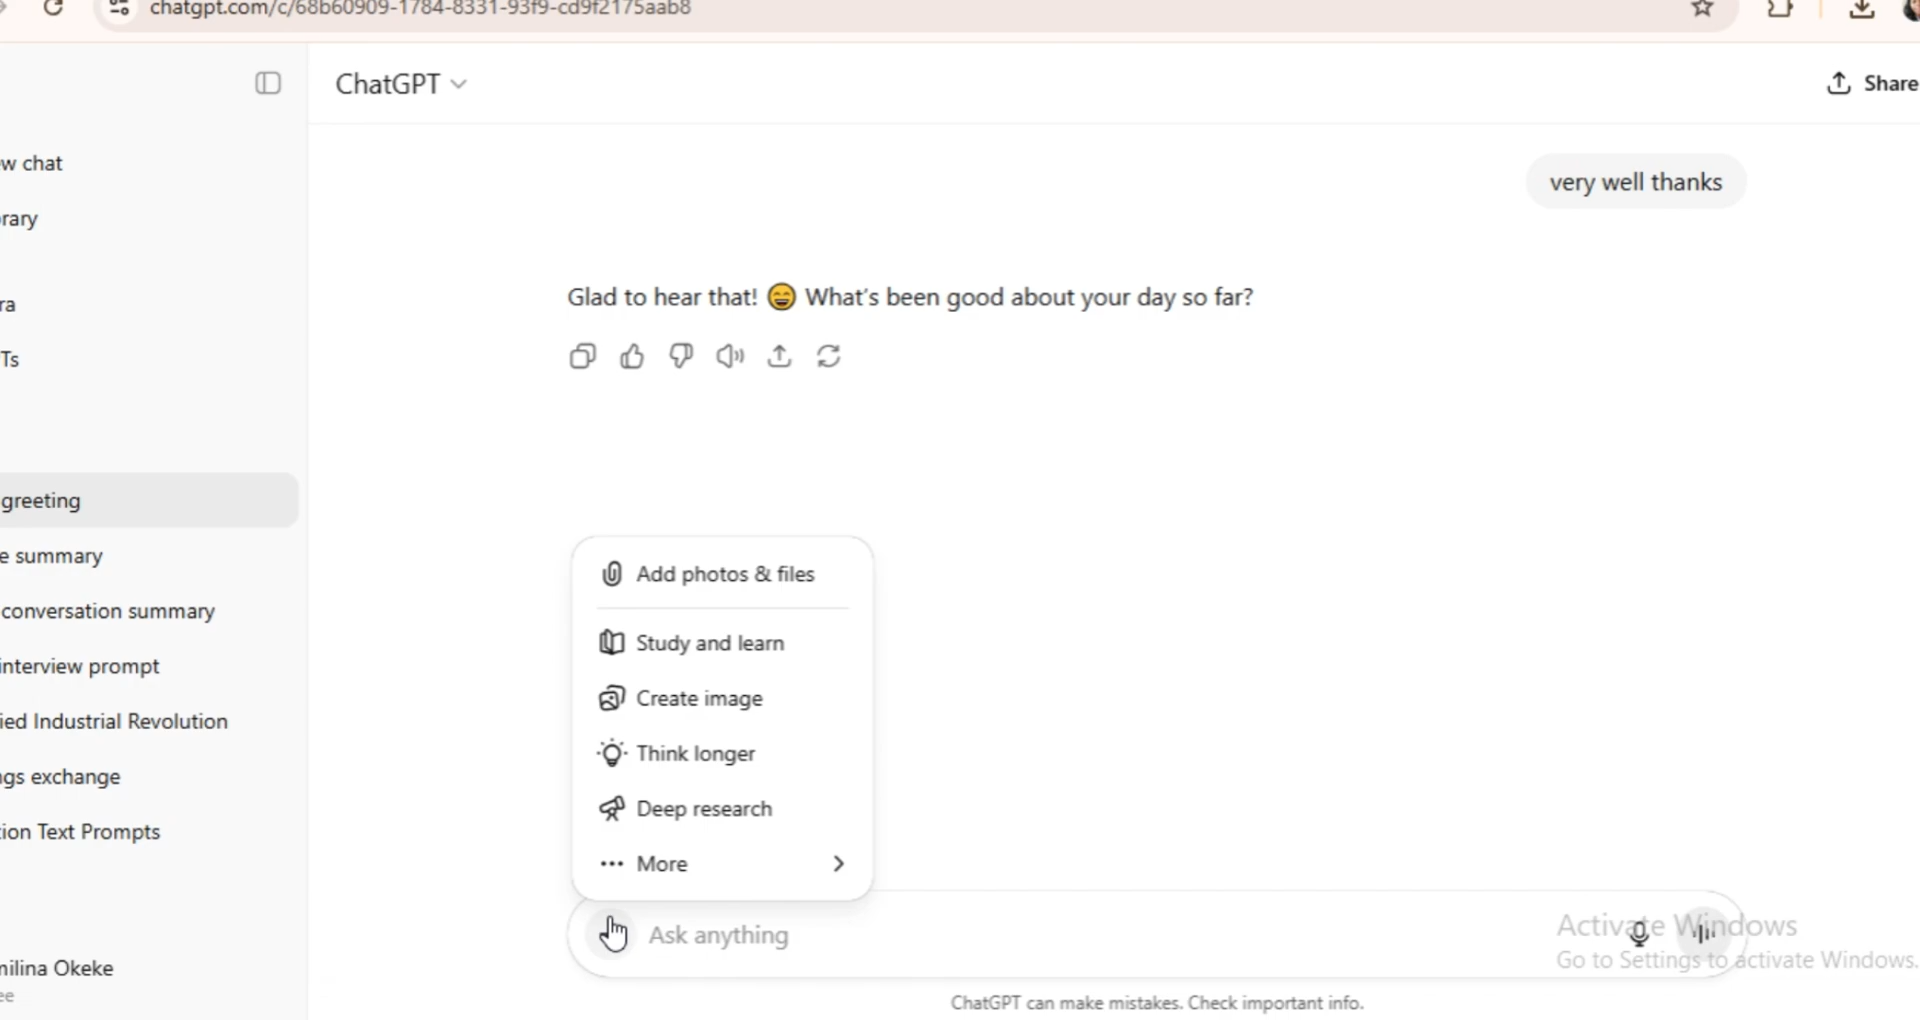 chatgpt.com/c/68b60909-1784-8331-93f9-cd9f2175aab8
ChatGPT
Share
w chat
rary
ra
Ts
greeting
e summary
conversation summary
interview prompt
ied Industrial Revolution
gs exchange
ion Text Prompts
milina Okeke
ee
very well thanks
Glad to hear that! 😄 What's been good about your day so far?
Add photos & files
Study and learn
Create image
Think longer
Deep research
More
Ask anything
Activate Windows
Go to Settings to activate Windows.
ChatGPT can make mistakes. Check important info.